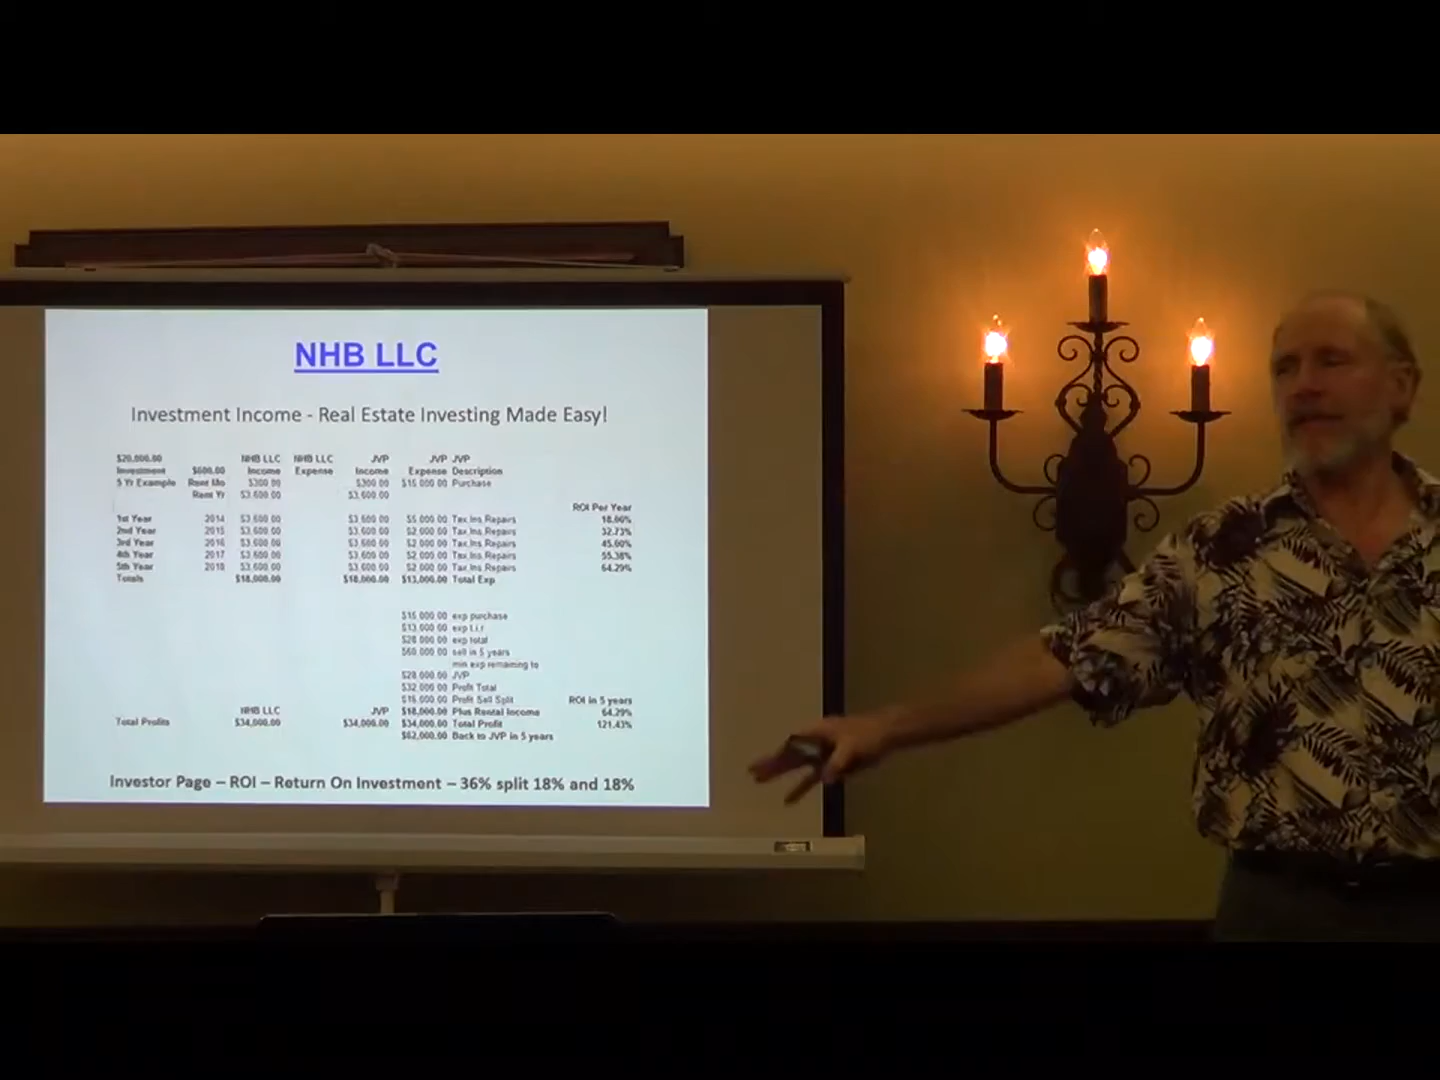 NHB LLC
Investment Income - Real Estate Investing Made Easy!
$20,000.00 NHB LLC NHB LLC JVP JVP JVP
Investment $600.00 Income Expense Income Expense Description
5 Yr Example Rent Mo $300.00 $300.00 $15 000 00 Purchase
Rent Yr $3,600.00 $3,600.00
ROI Per Year
1st Year 2014 $3,600.00 $3,600.00 $5 000 00 Tax,Ins,Repairs 18.00%
2nd Year 2015 $3,600.00 $3,600.00 $2 000 00 Tax,Ins,Repairs 32.73%
3rd Year 2016 $3,600.00 $3,600.00 $2 000 00 Tax,Ins,Repairs 45.00%
4th Year 2017 $3,600.00 $3,600.00 $2 000 00 Tax,Ins,Repairs 55.38%
5th Year 2018 $3,600.00 $3,600.00 $2 000 00 Tax,Ins,Repairs 64.29%
Totals $18,000.00 $18,000.00 $13,000.00 Total Exp
$15 000 00 exp purchase
$13 000 00 exp t.i.r
$28 000 00 exp total
$60 000 00 sell in 5 years
min exp remaining to
$28 000 00 JVP
$32 000 00 Profit Total
$16 000 00 Profit Sell Split ROI in 5 years
NHB LLC JVP $18,000.00 Plus Rental Income 64.29%
Total Profits $34,000.00 $34,000.00 $34,000.00 Total Profit 121.43%
$62,000.00 Back to JVP in 5 years
Investor Page – ROI – Return On Investment – 36% split 18% and 18%